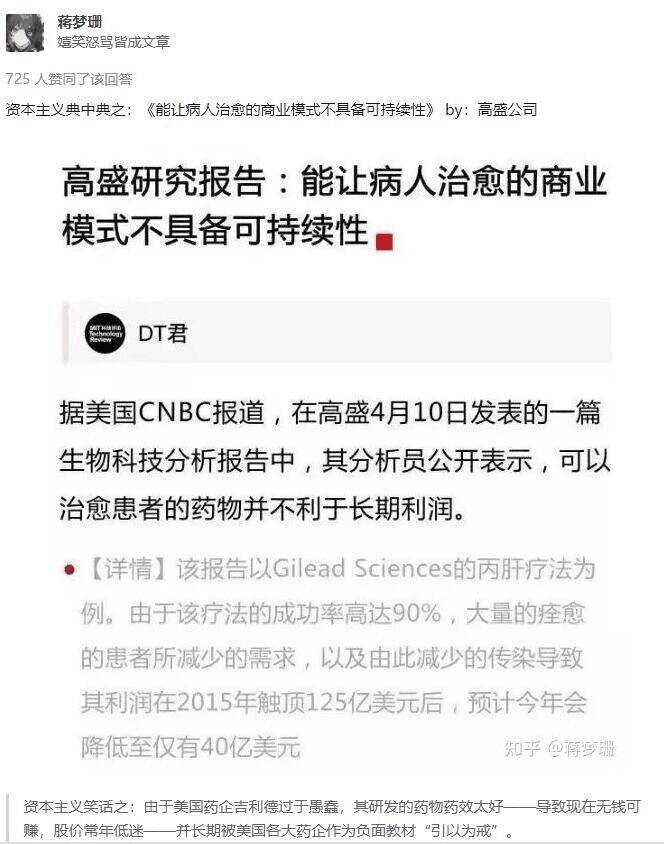 蒋梦珊
嬉笑怒骂皆成文章
725 人赞同了该回答
资本主义典中典之：《能让病人治愈的商业模式不具备可持续性》 by：高盛公司
高盛研究报告：能让病人治愈的商业
模式不具备可持续性
MIT 科技评论
Technology
Review
DT君
据美国CNBC报道，在高盛4月10日发表的一篇
生物科技分析报告中，其分析员公开表示，可以
治愈患者的药物并不利于长期利润。
【详情】该报告以Gilead Sciences的丙肝疗法为
例。由于该疗法的成功率高达90%，大量的痊愈
的患者所减少的需求，以及由此减少的传染导致
其利润在2015年触顶125亿美元后，预计今年会
降低至仅有40亿美元
知乎 @蒋梦珊
资本主义笑话之：由于美国药企吉利德过于愚蠢，其研发的药物药效太好——导致现在无钱可
赚，股价常年低迷——并长期被美国各大药企作为负面教材“引以为戒”。